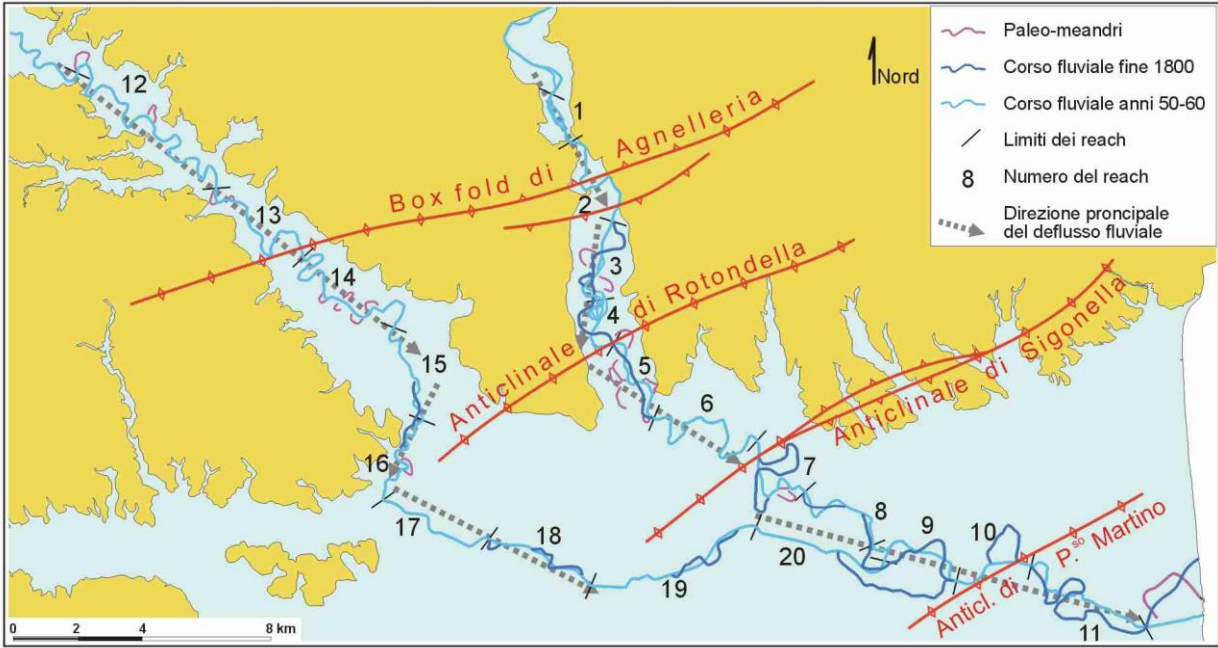 Paleo-meandri
Corso fluviale fine 1800
Corso fluviale anni 50-60
Limiti dei reach
8
Numero del reach
Direzione proncipale
del deflusso fluviale
Nord
12
1
Box fold di Agnelleria
2
13
3
14
4
Anticlinale di Rotondella
15
5
6
Anticlinale di Sigonella
16
7
17
18
8
9
10
19
20
Anticl. di P.so Martino
11
0 2 4 8 km